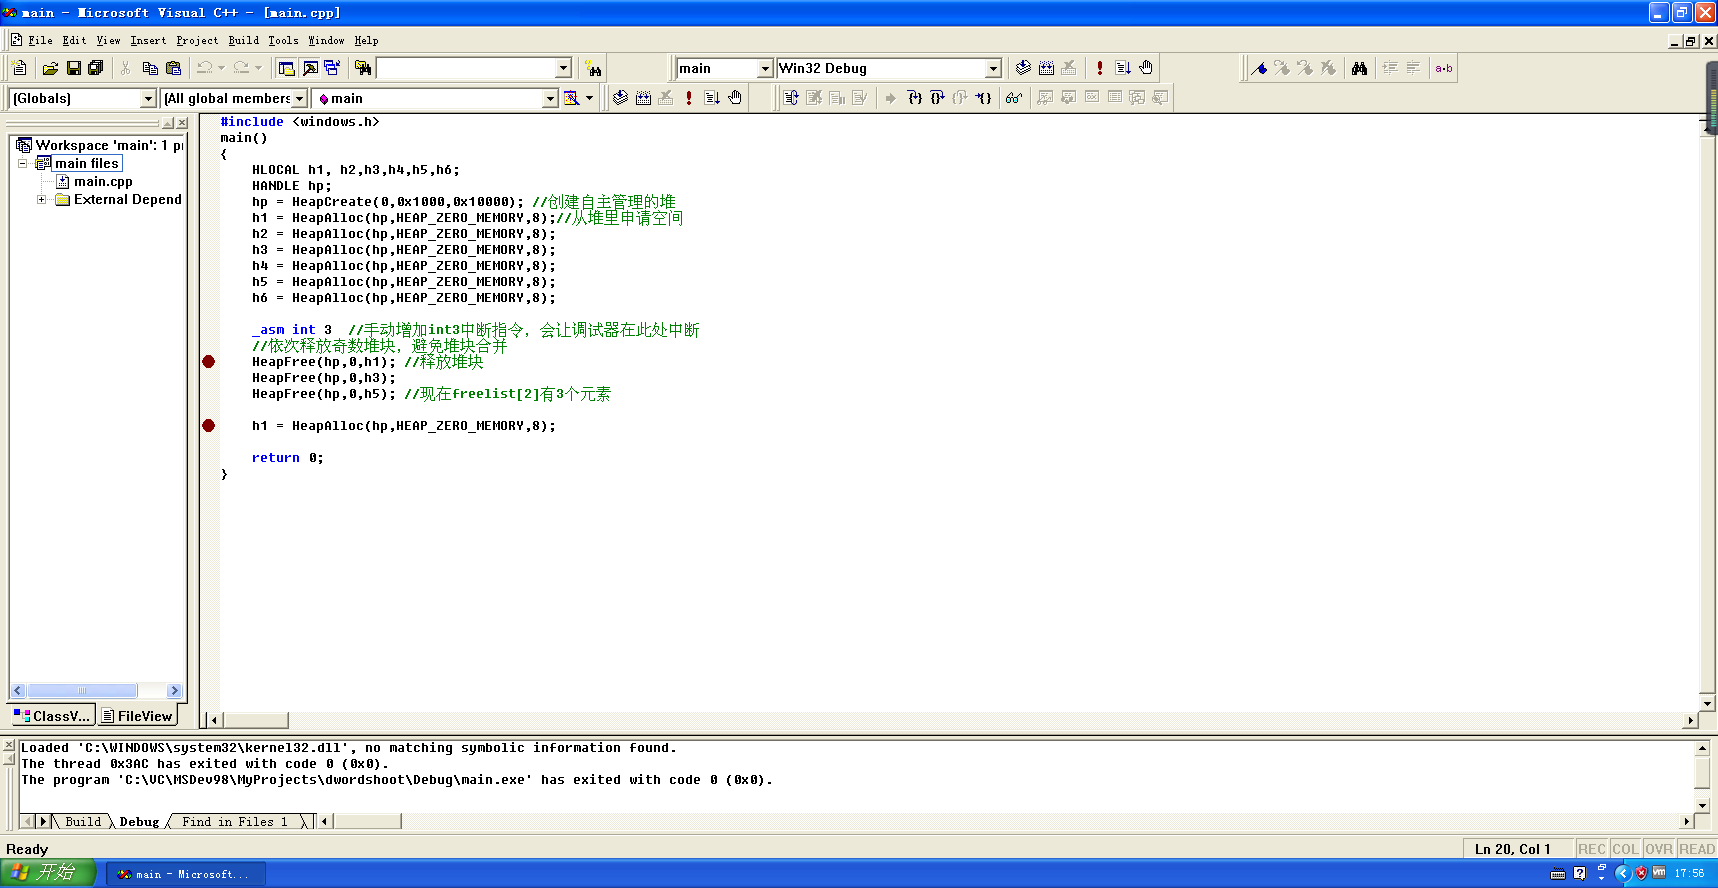 main - Microsoft Visual C++ - [main.cpp]
File Edit View Insert Project Build Tools Window Help
main Win32 Debug
(Globals) (All global members main
Workspace 'main': 1 pr
main files
main.cpp
External Depend
#include <windows.h>
main()
{
HLOCAL h1, h2,h3,h4,h5,h6;
HANDLE hp;
hp = HeapCreate(0,0x1000,0x10000); //创建自主管理的堆
h1 = HeapAlloc(hp,HEAP_ZERO_MEMORY,8);//从堆里申请空间
h2 = HeapAlloc(hp,HEAP_ZERO_MEMORY,8);
h3 = HeapAlloc(hp,HEAP_ZERO_MEMORY,8);
h4 = HeapAlloc(hp,HEAP_ZERO_MEMORY,8);
h5 = HeapAlloc(hp,HEAP_ZERO_MEMORY,8);
h6 = HeapAlloc(hp,HEAP_ZERO_MEMORY,8);
_asm int 3 //手动增加int3中断指令，会让调试器在此处中断
//依次释放奇数堆块，避免堆块合并
HeapFree(hp,0,h1); //释放堆块
HeapFree(hp,0,h3);
HeapFree(hp,0,h5); //现在freelist[2]有3个元素
h1 = HeapAlloc(hp,HEAP_ZERO_MEMORY,8);
return 0;
}
ClassV... FileView
Loaded 'C:\WINDOWS\system32\kernel32.dll', no matching symbolic information found.
The thread 0x3AC has exited with code 0 (0x0).
The program 'C:\VC\MSDev98\MyProjects\dwordshoot\Debug\main.exe' has exited with code 0 (0x0).
Build Debug Find in Files 1
Ready Ln 20, Col 1 REC COL OVR READ
开始 main - Microsoft... 17:56